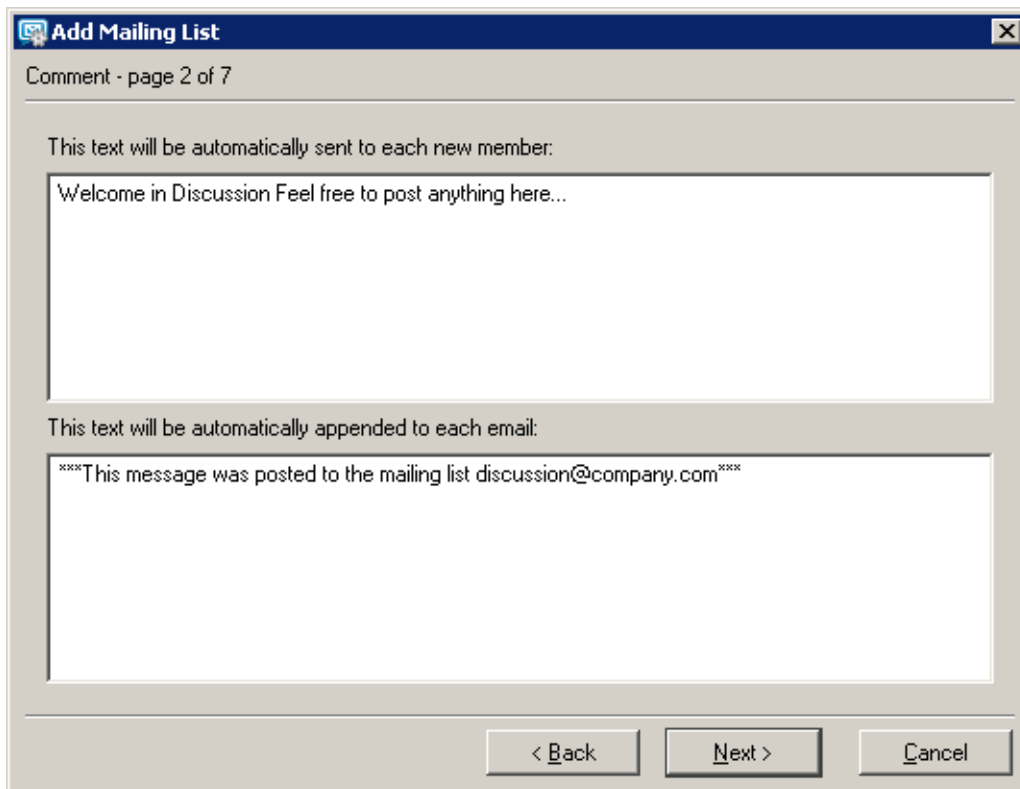 Add Mailing List
Comment - page 2 of 7
This text will be automatically sent to each new member:
Welcome in Discussion Feel free to post anything here...
This text will be automatically appended to each email:
***This message was posted to the mailing list discussion@company.com***
< Back
Next >
Cancel